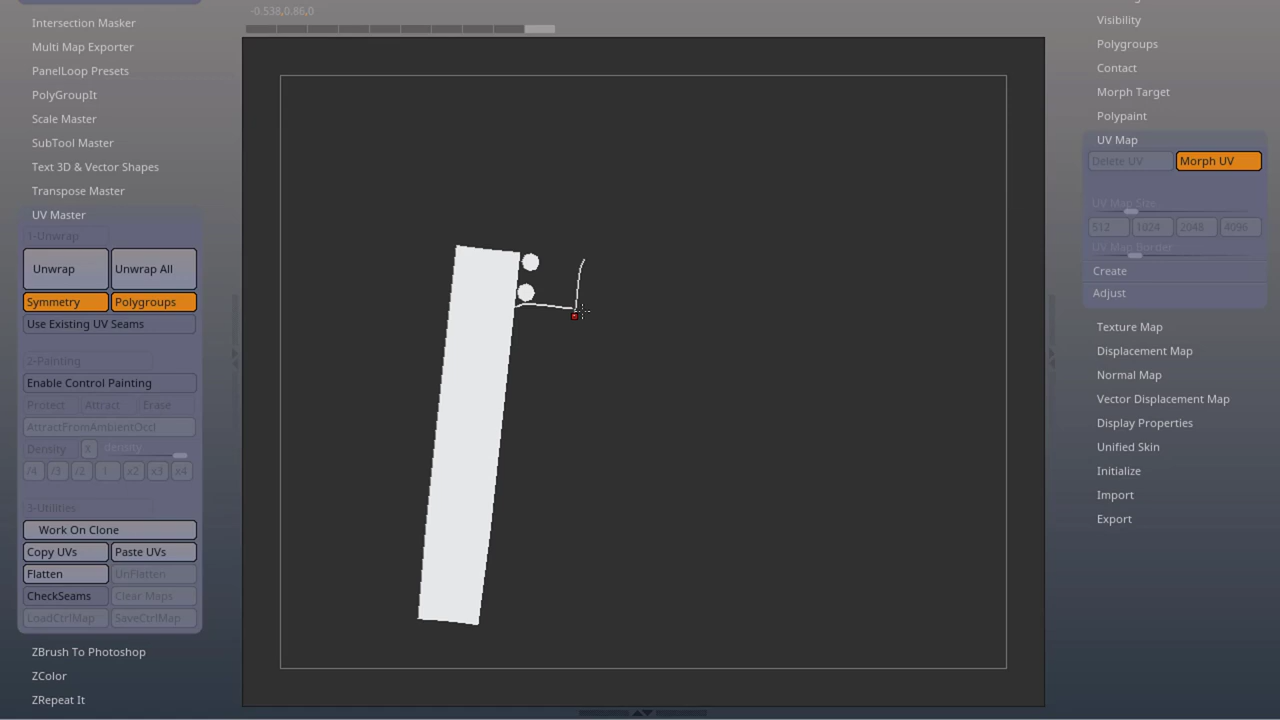 -0.538,0.86,0
Intersection Masker
Multi Map Exporter
PanelLoop Presets
PolyGroupIt
Scale Master
SubTool Master
Text 3D & Vector Shapes
Transpose Master
UV Master
1-Unwrap
Unwrap
Unwrap All
Symmetry
Polygroups
Use Existing UV Seams
2-Painting
Enable Control Painting
Protect
Attract
Erase
AttractFromAmbientOccl
Density
X
density
/4
/3
/2
1
x2
x3
x4
3-Utilities
Work On Clone
Copy UVs
Paste UVs
Flatten
UnFlatten
CheckSeams
Clear Maps
LoadCtrlMap
SaveCtrlMap
ZBrush To Photoshop
ZColor
ZRepeat It
Visibility
Polygroups
Contact
Morph Target
Polypaint
UV Map
Delete UV
Morph UV
UV Map Size
512
1024
2048
4096
UV Map Border
Create
Adjust
Texture Map
Displacement Map
Normal Map
Vector Displacement Map
Display Properties
Unified Skin
Initialize
Import
Export